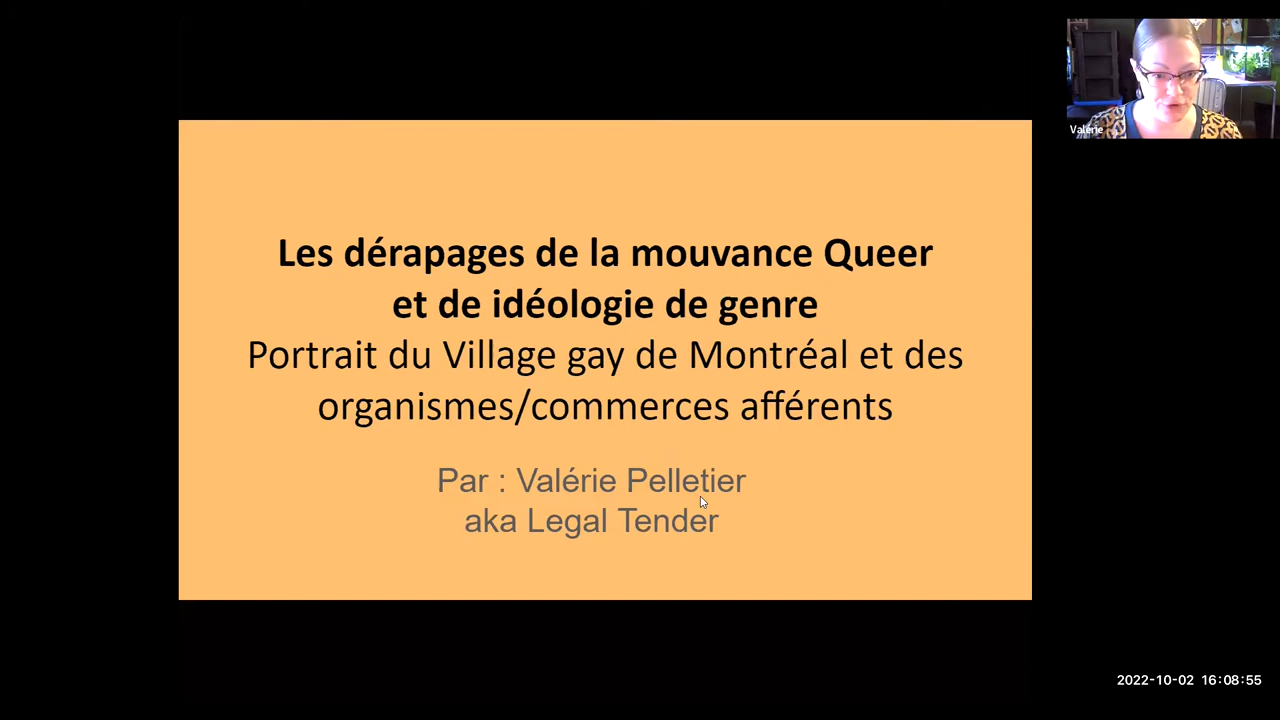 Les dérapages de la mouvance Queer
et de idéologie de genre
Portrait du Village gay de Montréal et des
organismes/commerces afférents
Par : Valérie Pelletier
aka Legal Tender
Valérie
2022-10-02 16:08:55